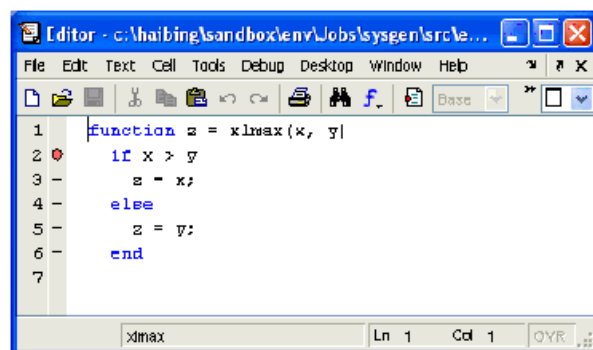 Editor - c:\haibing\sandbox\env\Jobs\sysgen\src\e...
File Edit Text Cell Tools Debug Desktop Window Help
Base
1 function z = xlmax(x, y)
2 if x > y
3 z = x;
4 else
5 z = y;
6 end
7
xlmax Ln 1 Col 1 OVR